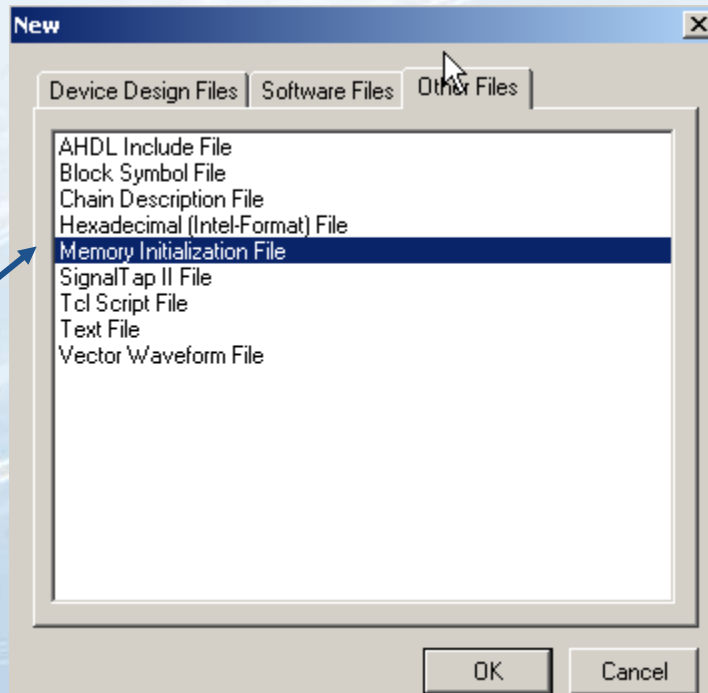 New
Device Design Files Software Files Other Files
AHDL Include File
Block Symbol File
Chain Description File
Hexadecimal (Intel-Format) File
Memory Initialization File
SignalTap II File
Tcl Script File
Text File
Vector Waveform File
OK Cancel